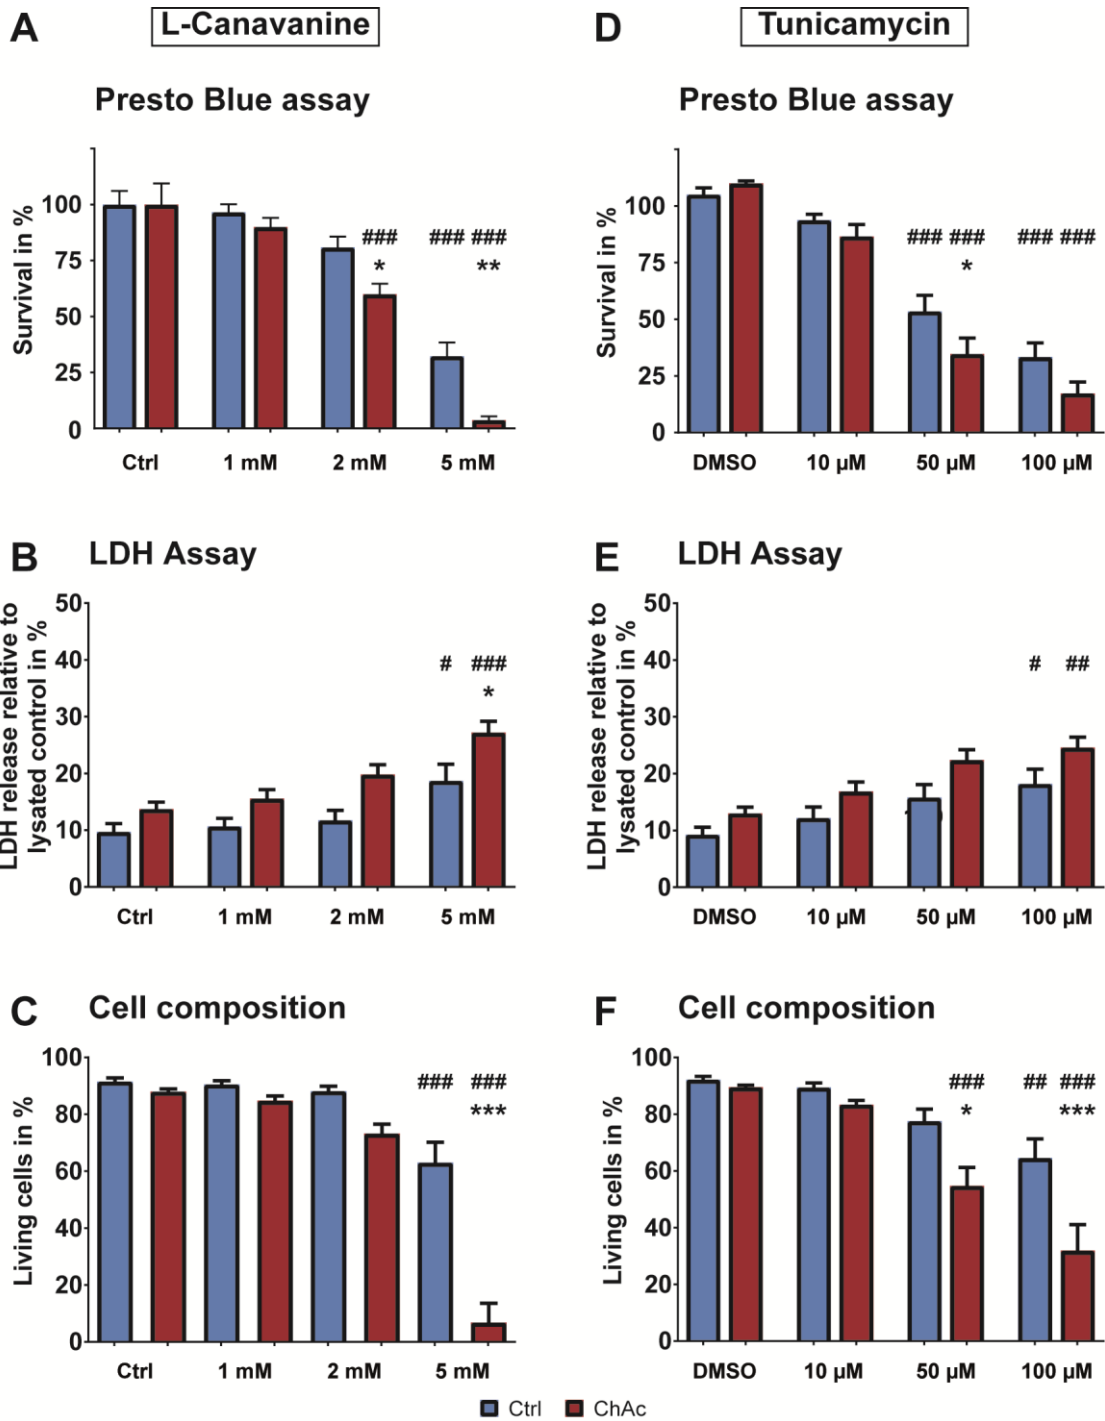 A
L-Canavanine
Presto Blue assay
Survival in %
100
75
50
25
0
###
*
###
###
**
Ctrl
1 mM
2 mM
5 mM
B
LDH Assay
LDH release relative to
lysated control in %
50
40
30
20
10
0
#
###
*
Ctrl
1 mM
2 mM
5 mM
C
Cell composition
Living cells in %
100
80
60
40
20
0
###
###
***
Ctrl
1 mM
2 mM
5 mM
D
Tunicamycin
Presto Blue assay
Survival in %
100
75
50
25
0
###
###
*
###
###
DMSO
10 µM
50 µM
100 µM
E
LDH Assay
LDH release relative to
lysated control in %
50
40
30
20
10
0
#
##
DMSO
10 µM
50 µM
100 µM
F
Cell composition
Living cells in %
100
80
60
40
20
0
###
*
##
###
***
DMSO
10 µM
50 µM
100 µM
Ctrl
ChAc